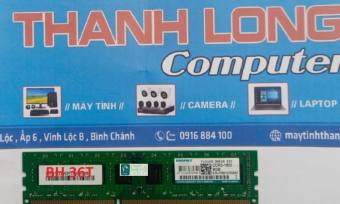 THANH LONG
Computer
// MÁY TÍNH // CAMERA // LAPTOP
Lộc , Ấp 6 , Vĩnh Lộc B , Bình Chánh 0916 884 100 maytinhthan
BH 36T
KINGMAX